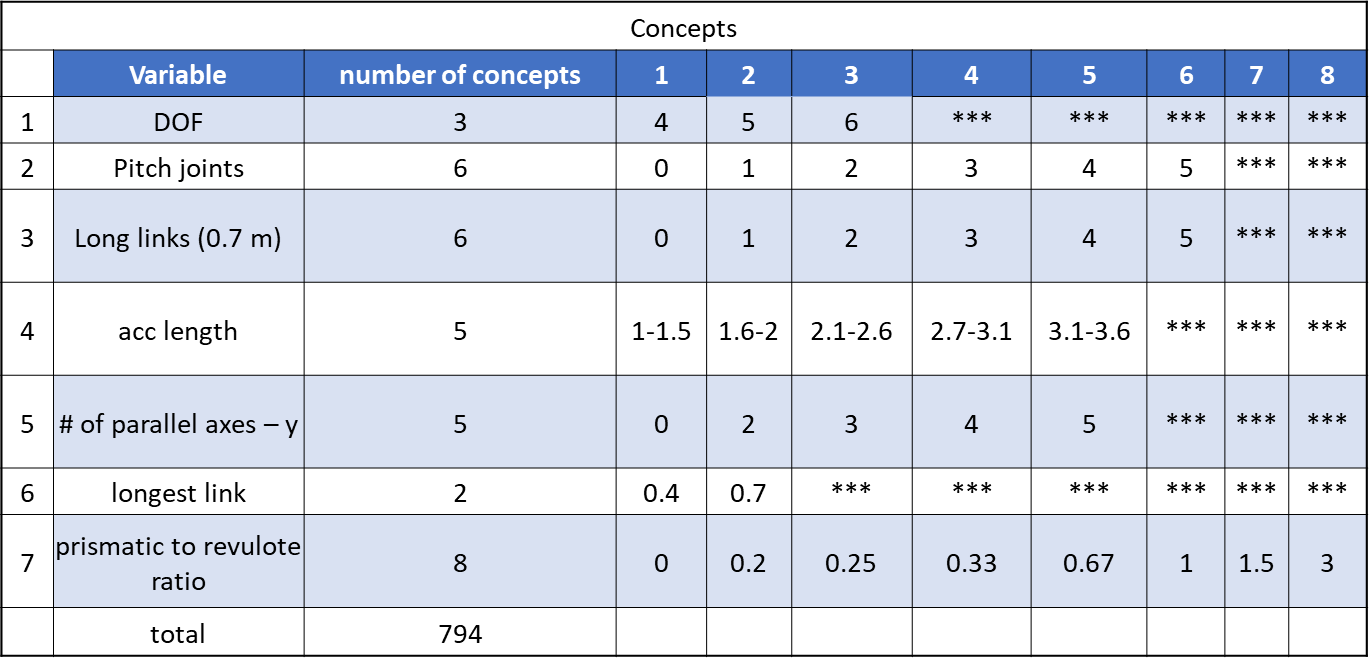 Concepts
Variable number of concepts 1 2 3 4 5 6 7 8
1 DOF 3 4 5 6 *** *** *** *** ***
2 Pitch joints 6 0 1 2 3 4 5 *** ***
3 Long links (0.7 m) 6 0 1 2 3 4 5 *** ***
4 acc length 5 1-1.5 1.6-2 2.1-2.6 2.7-3.1 3.1-3.6 *** *** ***
5 # of parallel axes – y 5 0 2 3 4 5 *** *** ***
6 longest link 2 0.4 0.7 *** *** *** *** *** ***
7 prismatic to revulote ratio 8 0 0.2 0.25 0.33 0.67 1 1.5 3
total 794